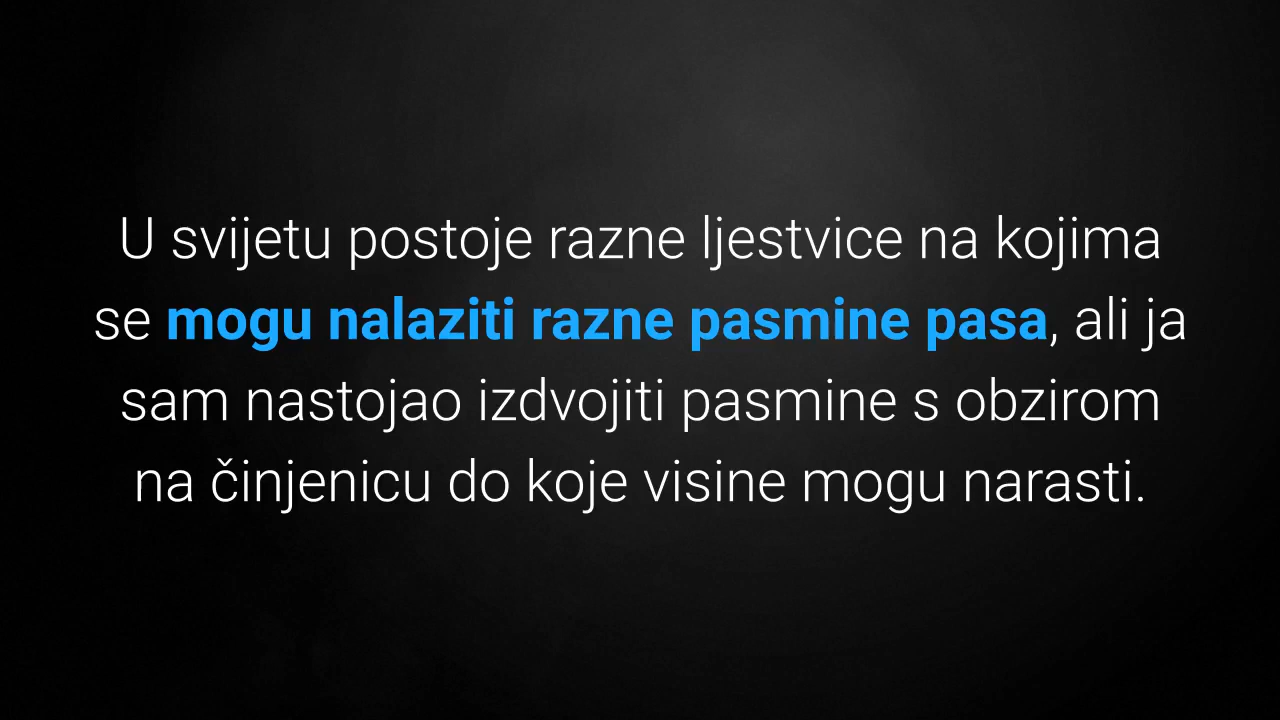 U svijetu postoje razne ljestvice na kojima
se mogu nalaziti razne pasmine pasa, ali ja
sam nastojao izdvojiti pasmine s obzirom
na činjenicu do koje visine mogu narasti.